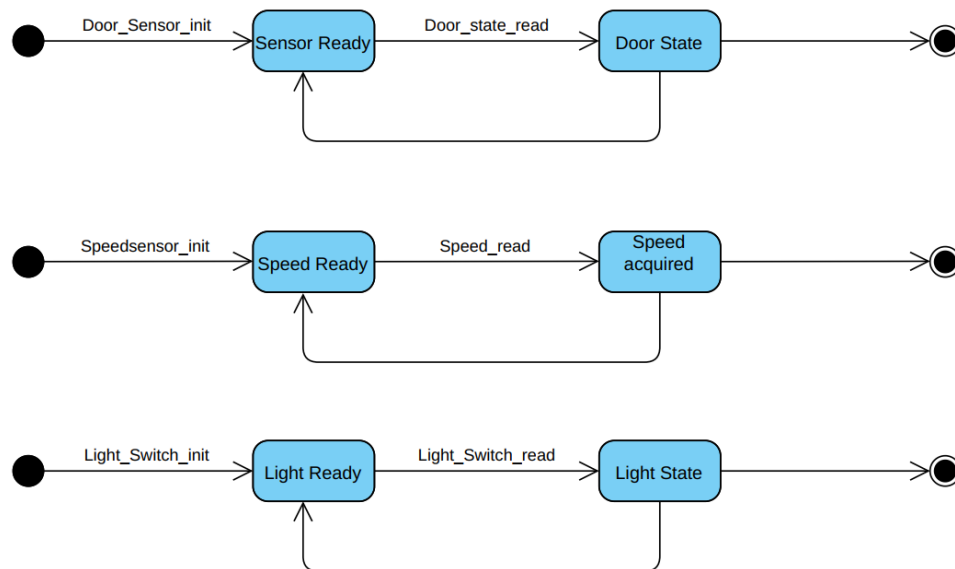 Door_Sensor_init
Sensor Ready
Door_state_read
Door State
Speedsensor_init
Speed Ready
Speed_read
Speed
acquired
Light_Switch_init
Light Ready
Light_Switch_read
Light State